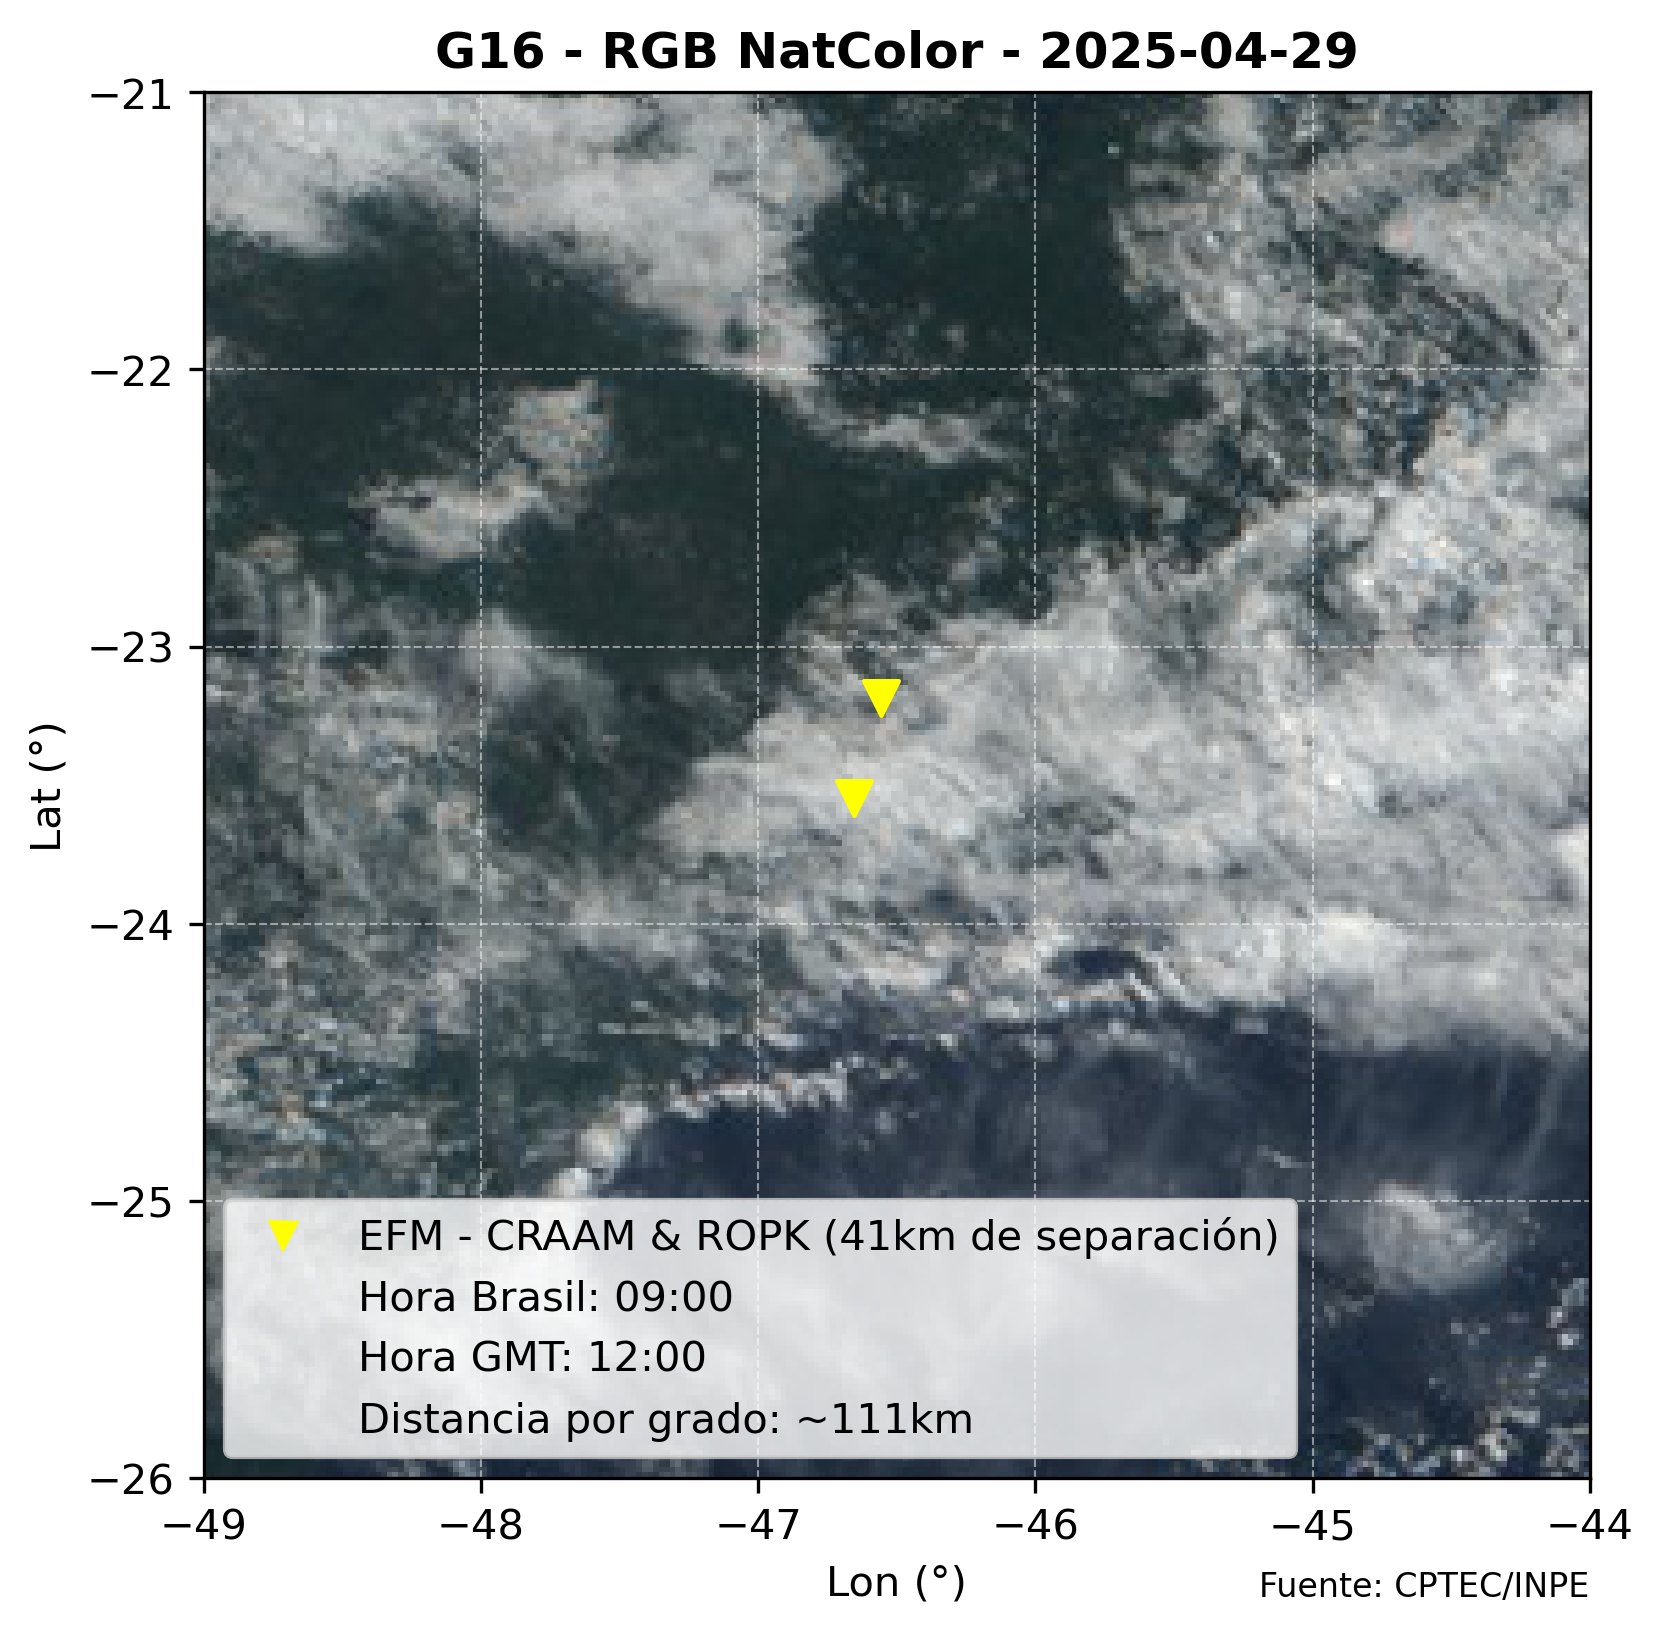 G16 - RGB NatColor - 2025-04-29
−21
−22
−23
−24
−25
−26
Lat (°)
EFM - CRAAM & ROPK (41km de separación)
Hora Brasil: 09:00
Hora GMT: 12:00
Distancia por grado: ~111km
−49
−48
−47
−46
−45
−44
Lon (°)
Fuente: CPTEC/INPE